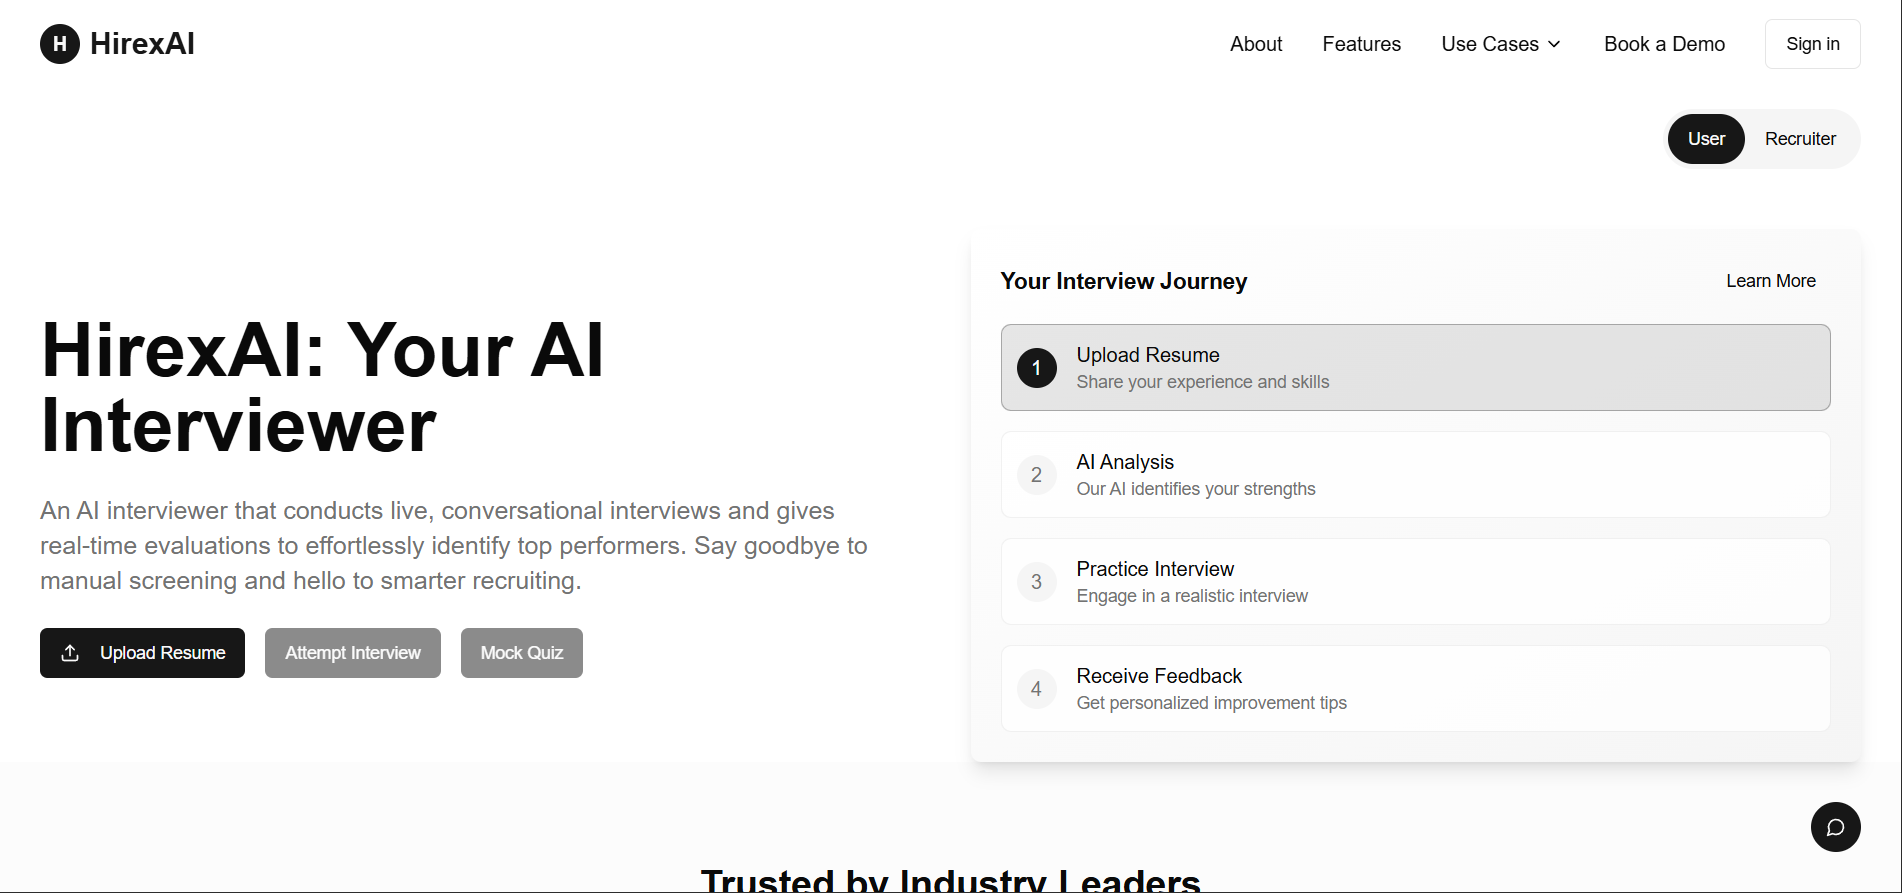 H HirexAI
About
Features
Use Cases
Book a Demo
Sign in
User
Recruiter
HirexAI: Your AI
Interviewer
An AI interviewer that conducts live, conversational interviews and gives
real-time evaluations to effortlessly identify top performers. Say goodbye to
manual screening and hello to smarter recruiting.
Upload Resume
Attempt Interview
Mock Quiz
Your Interview Journey
Learn More
1
Upload Resume
Share your experience and skills
2
AI Analysis
Our AI identifies your strengths
3
Practice Interview
Engage in a realistic interview
4
Receive Feedback
Get personalized improvement tips
Trusted by Industry Leaders